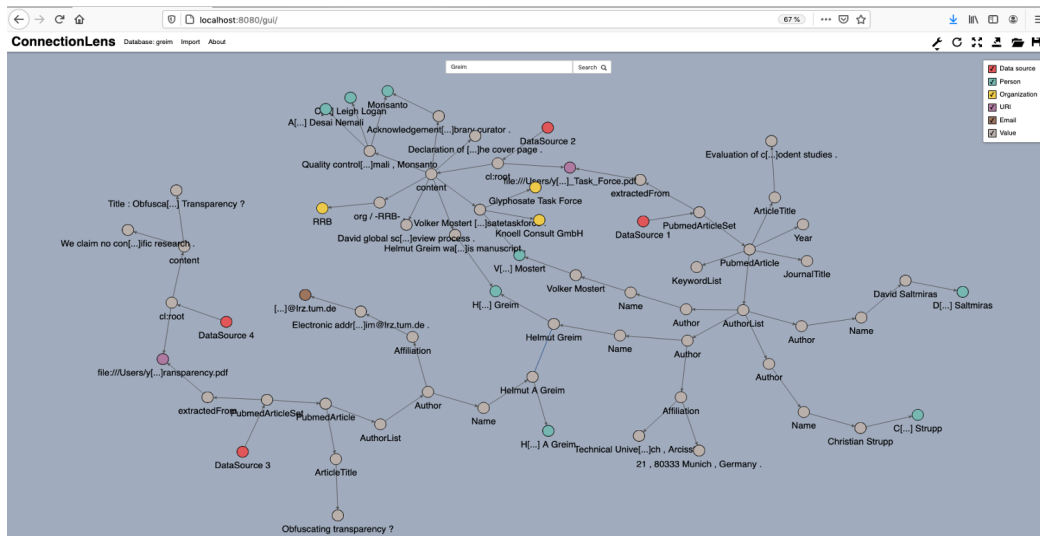 localhost:8080/gui/
67%
ConnectionLens Database: greim Import About
Greim
Search
Data source
Person
Organization
URI
Email
Value
C[...] Leigh Logan
Monsanto
A[...] Desai Nemali
Acknowledgement[...]brary curator .
Declaration of [...]he cover page .
DataSource 2
Quality control[...]mali , Monsanto
cl:root
content
file:///Users/y[...]_Task_Force.pdf
extractedFrom
Evaluation of c[...]odent studies .
Glyphosate Task Force
Title : Obfusca[...] Transparency ?
RRB
org / -RRB-
Volker Mostert [...]satetaskforc
Knoell Consult GmbH
DataSource 1
PubmedArticleSet
ArticleTitle
Year
We claim no con[...]ific research .
David global sc[...]eview process .
Helmut Greim wa[...]is manuscript .
content
V[...] Mostert
PubmedArticle
JournalTitle
KeywordList
Volker Mostert
David Saltmiras
D[...] Saltmiras
H[...] Greim
Name
cl:root
[...]@lrz.tum.de
Electronic addr[...]im@lrz.tum.de .
Author
AuthorList
Name
Author
DataSource 4
Helmut Greim
Name
Author
Affiliation
file:///Users/y[...]ransparency.pdf
Author
Helmut A Greim
extractedFrom
PubmedArticleSet
PubmedArticle
Author
Name
Affiliation
Name
C[...] Strupp
AuthorList
H[...] A Greim
Technical Unive[...]ch , Arciss
Christian Strupp
21 , 80333 Munich , Germany .
DataSource 3
ArticleTitle
Obfuscating transparency ?